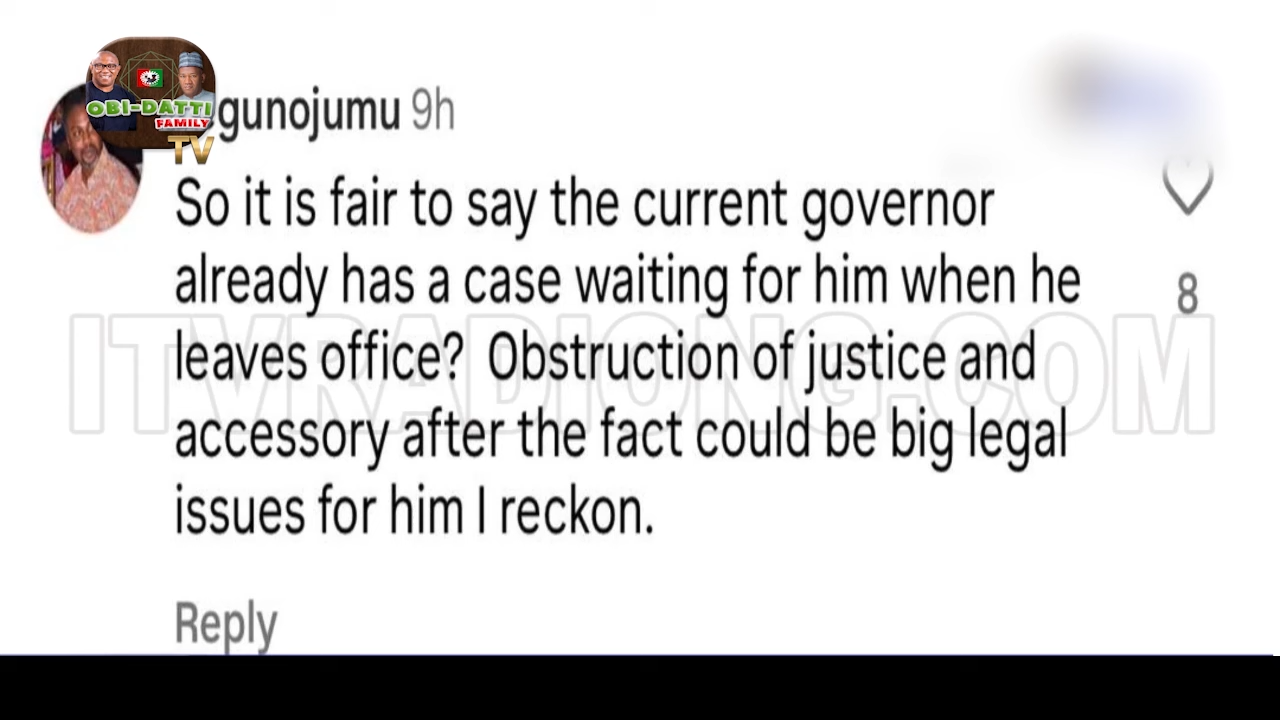 OBI-DATTI
FAMILY
TV
gunojumu 9h
So it is fair to say the current governor
already has a case waiting for him when he
leaves office? Obstruction of justice and
accessory after the fact could be big legal
issues for him I reckon.
8
Reply
ITVRADIONG.COM